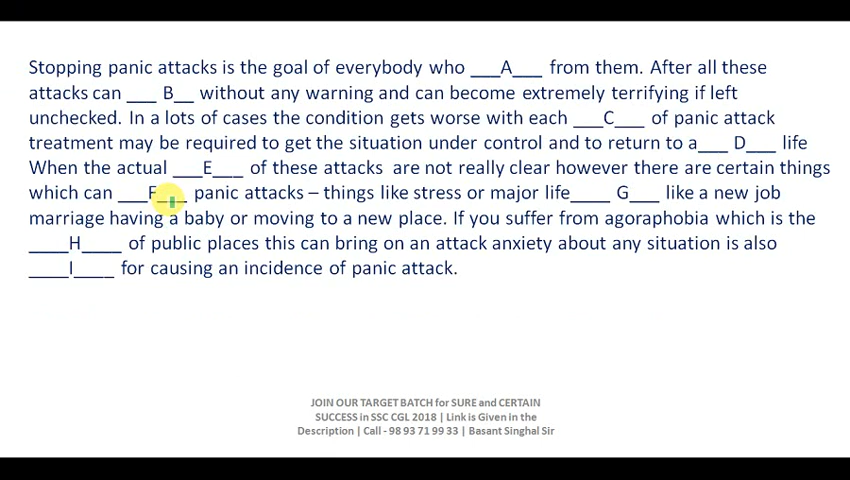 Stopping panic attacks is the goal of everybody who ___A___ from them. After all these
attacks can ___ B__ without any warning and can become extremely terrifying if left
unchecked. In a lots of cases the condition gets worse with each ___C___ of panic attack
treatment may be required to get the situation under control and to return to a___ D___ life
When the actual ___E___ of these attacks are not really clear however there are certain things
which can ___F___ panic attacks – things like stress or major life____ G___ like a new job
marriage having a baby or moving to a new place. If you suffer from agoraphobia which is the
____H____ of public places this can bring on an attack anxiety about any situation is also
____I____ for causing an incidence of panic attack.
JOIN OUR TARGET BATCH for SURE and CERTAIN
SUCCESS in SSC CGL 2018 | Link is Given in the
Description | Call - 98 93 71 99 33 | Basant Singhal Sir